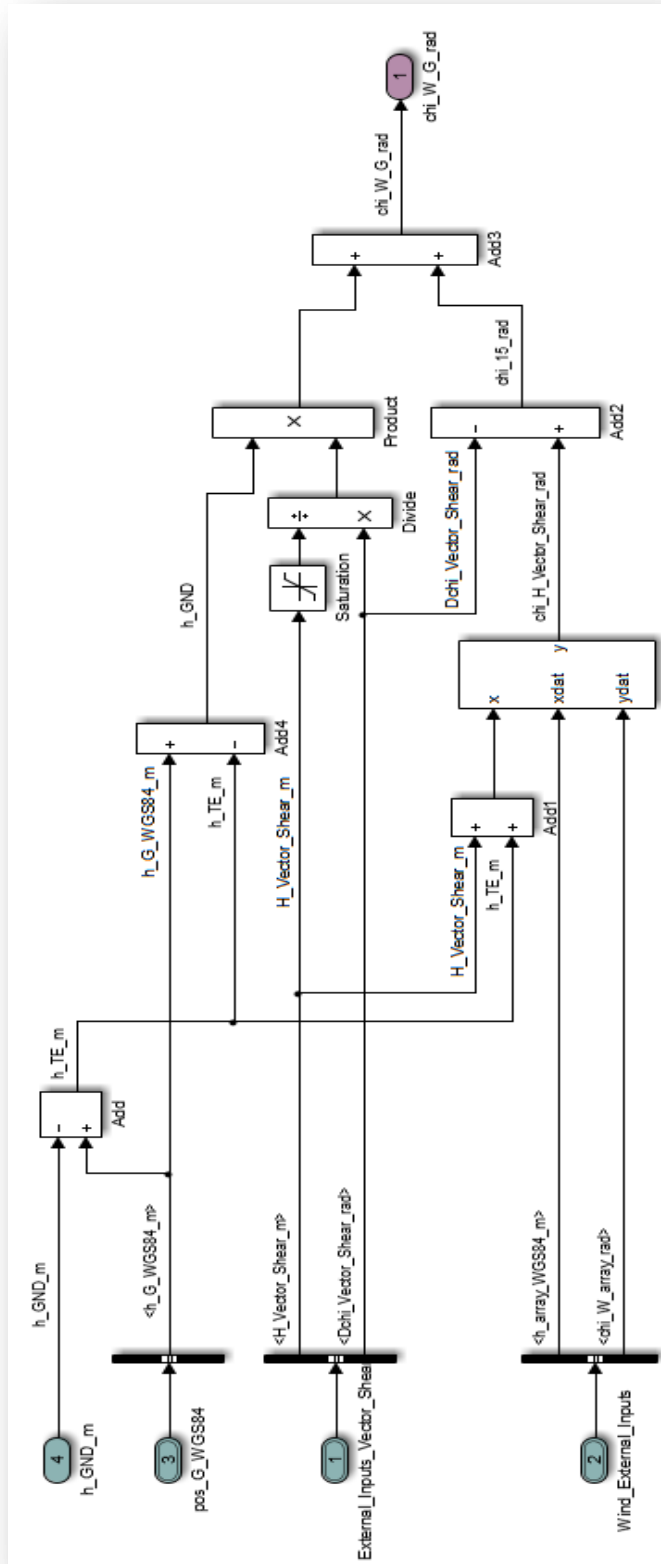 h_GND_m
4
h_GND_m
-
+
Add
h_TE_m
<h_G_WGS84_m>
3
pos_G_WGS84
h_G_WGS84_m
h_TE_m
+
-
Add4
h_GND
<H_Vector_Shear_m>
<Dchi_Vector_Shear_rad>
1
External_Inputs_Vector_Shear
H_Vector_Shear_m
Saturation
÷
×
Divide
×
Product
H_Vector_Shear_m
h_TE_m
+
+
Add1
<h_array_WGS84_m>
<chi_W_array_rad>
2
Wind_External_Inputs
x
xdat
ydat
y
Dchi_Vector_Shear_rad
chi_H_Vector_Shear_rad
-
+
Add2
chi_15_rad
+
+
Add3
chi_W_G_rad
1
chi_W_G_rad